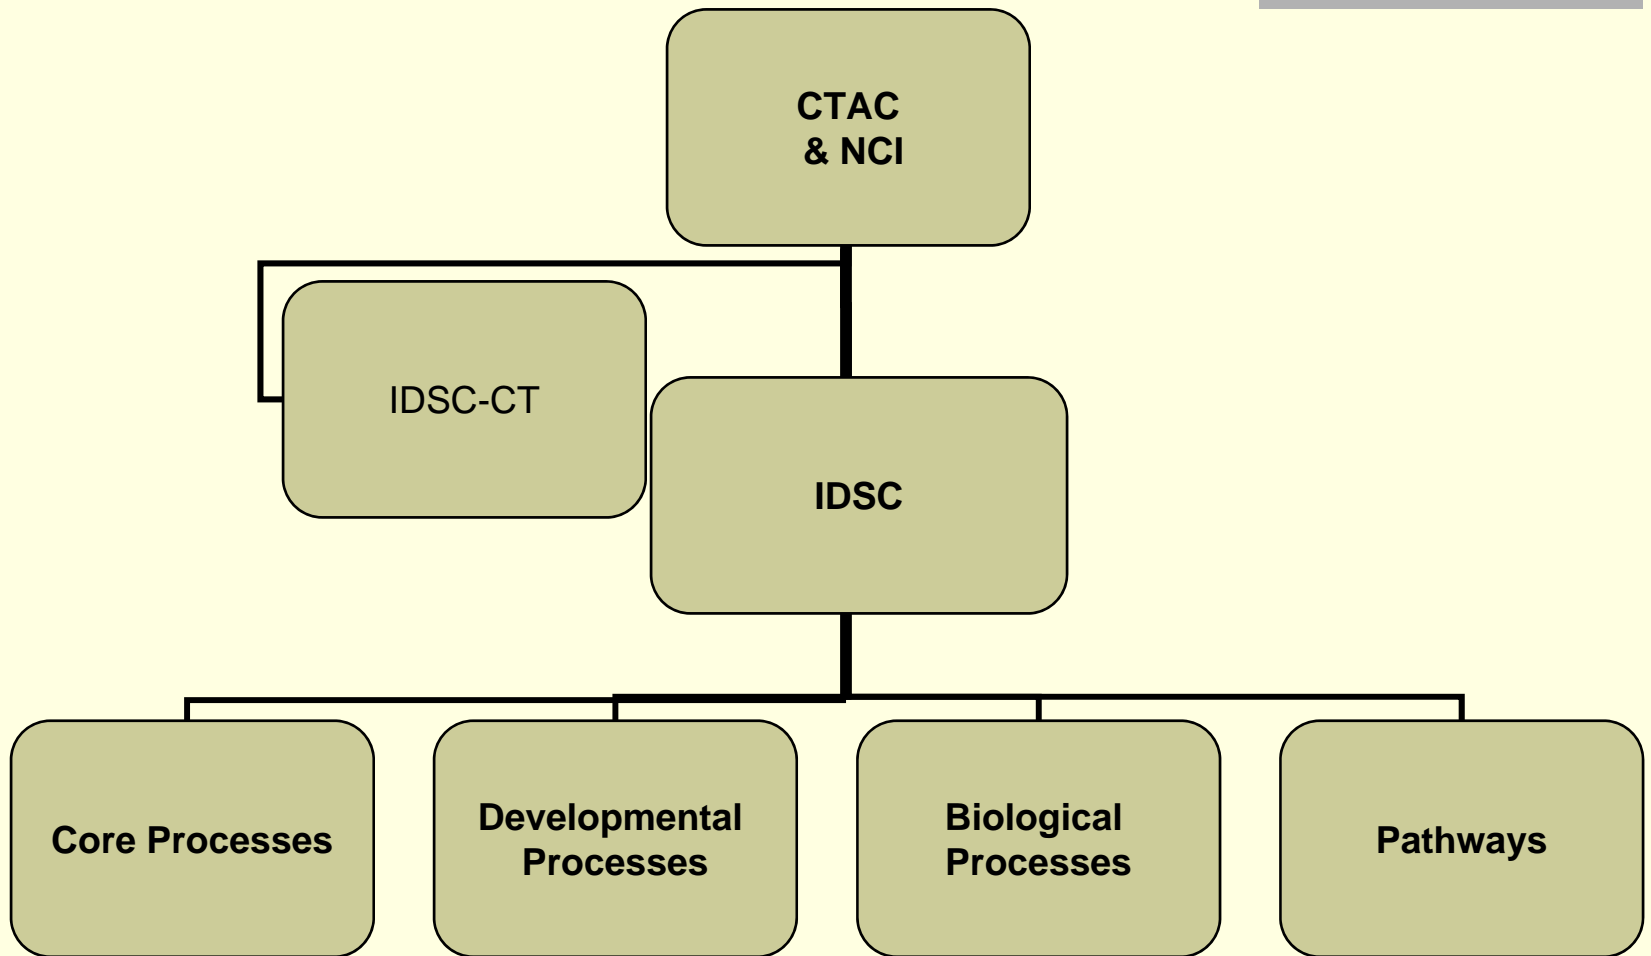 CTAC
& NCI
IDSC-CT
IDSC
Core Processes
Developmental
Processes
Biological
Processes
Pathways